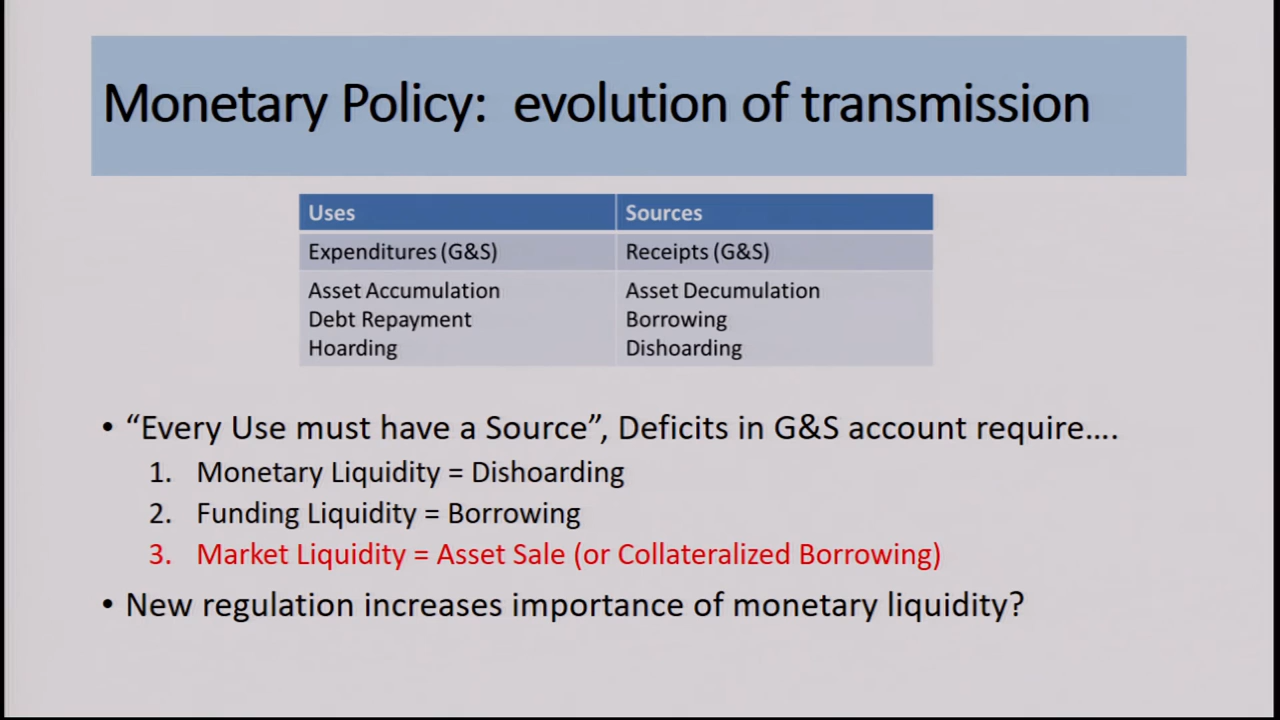 Monetary Policy: evolution of transmission
Uses Sources
Expenditures (G&S) Receipts (G&S)
Asset Accumulation Asset Decumulation
Debt Repayment Borrowing
Hoarding Dishoarding
• “Every Use must have a Source”, Deficits in G&S account require….
1. Monetary Liquidity = Dishoarding
2. Funding Liquidity = Borrowing
3. Market Liquidity = Asset Sale (or Collateralized Borrowing)
• New regulation increases importance of monetary liquidity?